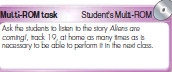 Multi-ROM task Student's Multi-ROM
Ask the students to listen to the story Aliens are
coming!, track 19, at home as many times as is
necessary to be able to perform it in the next class.